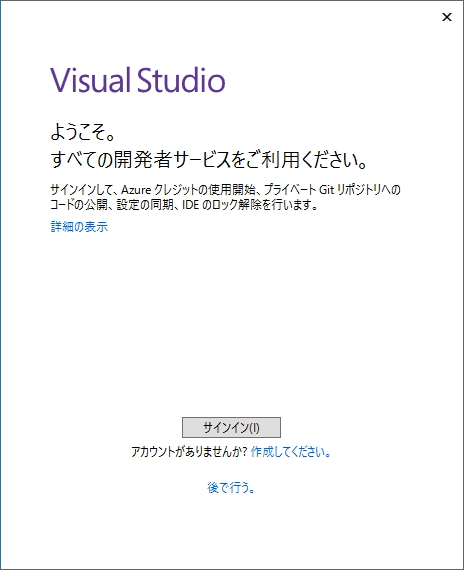 Visual Studio
ようこそ。
すべての開発者サービスをご利用ください。
サインインして、Azure クレジットの使用開始、プライベート Git リポジトリへの
コードの公開、設定の同期、IDE のロック解除を行います。
詳細の表示
サインイン(I)
アカウントがありませんか? 作成してください。
後で行う。